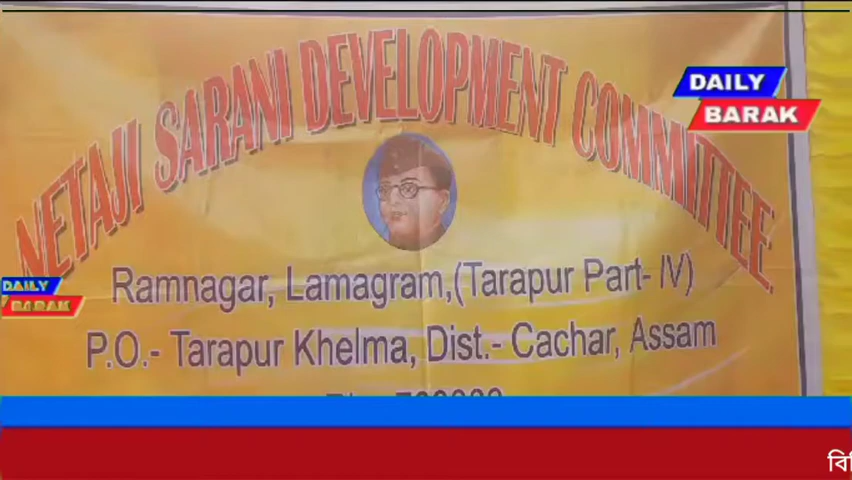 NETAJI SARANI DEVELOPMENT COMMITTEE
DAILY
BARAK
DAILY
BARAK
Ramnagar, Lamagram,(Tarapur Part- IV)
P.O.- Tarapur Khelma, Dist.- Cachar, Assam